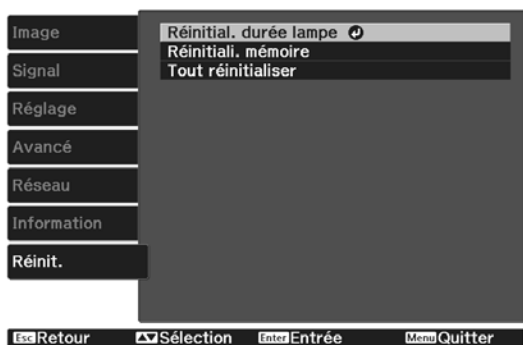 Image
Signal
Réglage
Avancé
Réseau
Information
Réinit.
Réinitial. durée lampe
Réinitiali. mémoire
Tout réinitialiser
Esc Retour Sélection Enter Entrée Menu Quitter